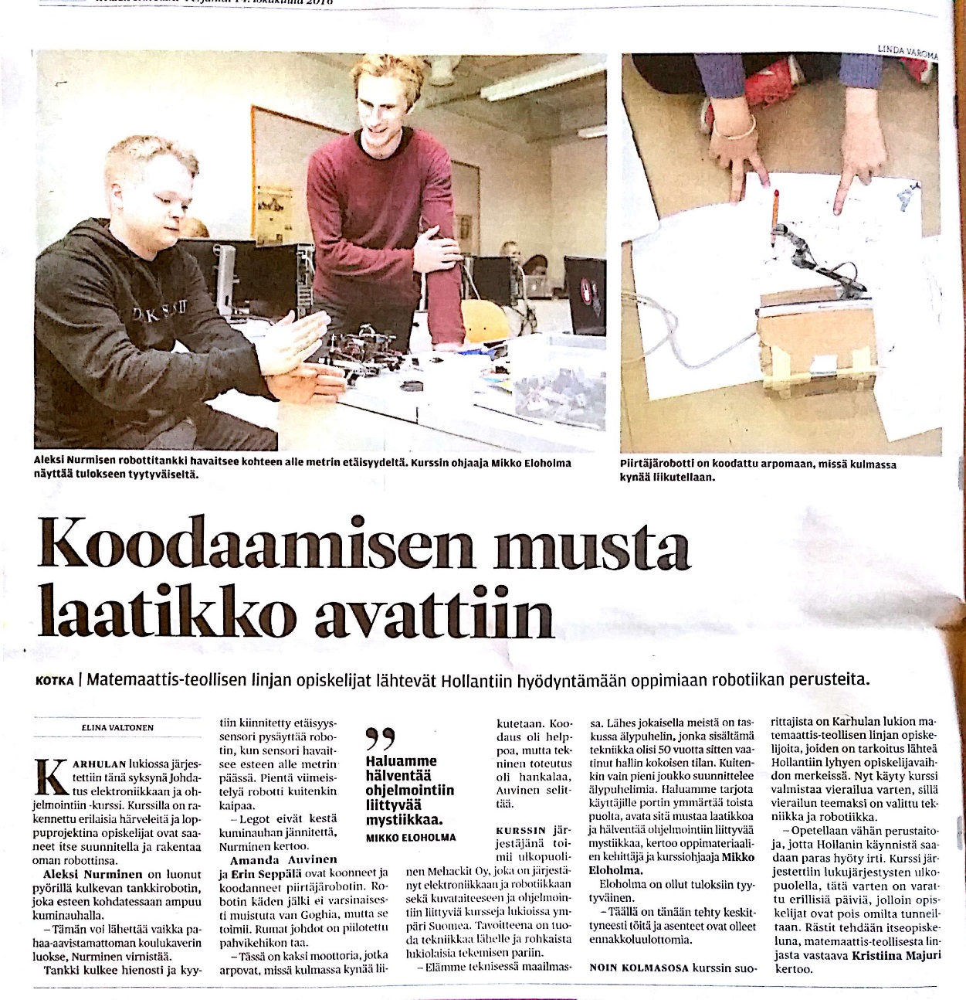 LINDA VAROMA
Aleksi Nurmisen robottitankki havaitsee kohteen alle metrin etäisyydeltä. Kurssin ohjaaja Mikko Eloholma
näyttää tulokseen tyytyväiseltä.
Piirtäjärobotti on koodattu arpomaan, missä kulmassa
kynää liikutellaan.
Koodaamisen musta
laatikko avattiin
KOTKA | Matemaattis-teollisen linjan opiskelijat lähtevät Hollantiin hyödyntämään oppimiaan robotiikan perusteita.
ELINA VALTONEN
KARHULAN lukiossa järjes-
tettiin tänä syksynä Johda-
tus elektroniikkaan ja oh-
jelmointiin -kurssi. Kurssilla on ra-
kennettu erilaisia härveleitä ja lop-
puprojektina opiskelijat ovat saa-
neet itse suunnitella ja rakentaa
oman robottinsa.
Aleksi Nurminen on luonut
pyörillä kulkevan tankkirobotin,
joka esteen kohdatessaan ampuu
kuminauhalla.
– Tämän voi lähettää vaikka pa-
haa-aavistamattoman koulukaverin
luokse, Nurminen virnistää.
Tankki kulkee hienosti ja kyy-
tiin kiinnitetty etäisyys-
sensori pysäyttää robo-
tin, kun sensori havait-
see esteen alle metrin
päässä. Pientä viimeis-
telyä robotti kuitenkin
kaipaa.
– Legot eivät kestä
kuminauhan jännitettä,
Nurminen kertoo.
Amanda Auvinen
ja Erin Seppälä ovat koonneet ja
koodanneet piirtäjärobotin. Ro-
botin käden jälki ei varsinaises-
ti muistuta van Goghia, mutta se
toimii. Rumat johdot on piilotettu
pahvikehikon taa.
– Tässä on kaksi moottoria, jotka
arpovat, missä kulmassa kynää lii-
”
Haluamme
hälventää
ohjelmointiin
liittyvää
mystiikkaa.
MIKKO ELOHOLMA
kutetaan. Koo-
daus oli help-
poa, mutta tek-
ninen toteutus
oli hankalaa,
Auvinen selit-
tää.
KURSSIN jär-
jestäjänä toi-
mii ulkopuoli-
nen Mehackit Oy, joka on järjestä-
nyt elektroniikkaan ja robotiikkaan
sekä kuvataiteeseen ja ohjelmoin-
tiin liittyviä kursseja lukioissa ym-
päri Suomea. Tavoitteena on tuo-
da tekniikka lähelle ja rohkaista
lukiolaisia tekemisen pariin.
– Elämme teknisessä maailmas-
sa. Lähes jokaisella meistä on tas-
kussa älypuhelin, jonka sisältämä
tekniikka olisi 50 vuotta sitten vaa-
tinut hallin kokoisen tilan. Kuiten-
kin vain pieni joukko suunnittelee
älypuhelimia. Haluamme tarjota
käyttäjille portin ymmärtää toista
puolta, avata sitä mustaa laatikkoa
ja hälventää ohjelmointiin liittyvää
mystiikkaa, kertoo oppimateriaali-
en kehittäjä ja kurssiohjaaja Mikko
Eloholma.
Eloholma on ollut tuloksiin tyy-
tyväinen.
– Täällä on tänään tehty keskit-
tyneesti töitä ja asenteet ovat olleet
ennakkoluulottomia.
NOIN KOLMASOSA kurssin suo-
rittajista on Karhulan lukion ma-
temaattis-teollisen linjan opiske-
lijoita, joiden on tarkoitus lähteä
Hollantiin lyhyen opiskelijavaih-
don merkeissä. Nyt käyty kurssi
valmistaa vierailua varten, sillä
vierailun teemaksi on valittu tek-
niikka ja robotiikka.
– Opetellaan vähän perustaito-
ja, jotta Hollanin käynnistä saa-
daan paras hyöty irti. Kurssi jär-
jestettiin lukujärjestysten ulko-
puolella, tätä varten on varat-
tu erillisiä päiviä, jolloin opis-
kelijat ovat pois omilta tunneil-
taan. Rästit tehdään itseopiske-
luna, matemaattis-teollisesta lin-
jasta vastaava Kristiina Majuri
kertoo.